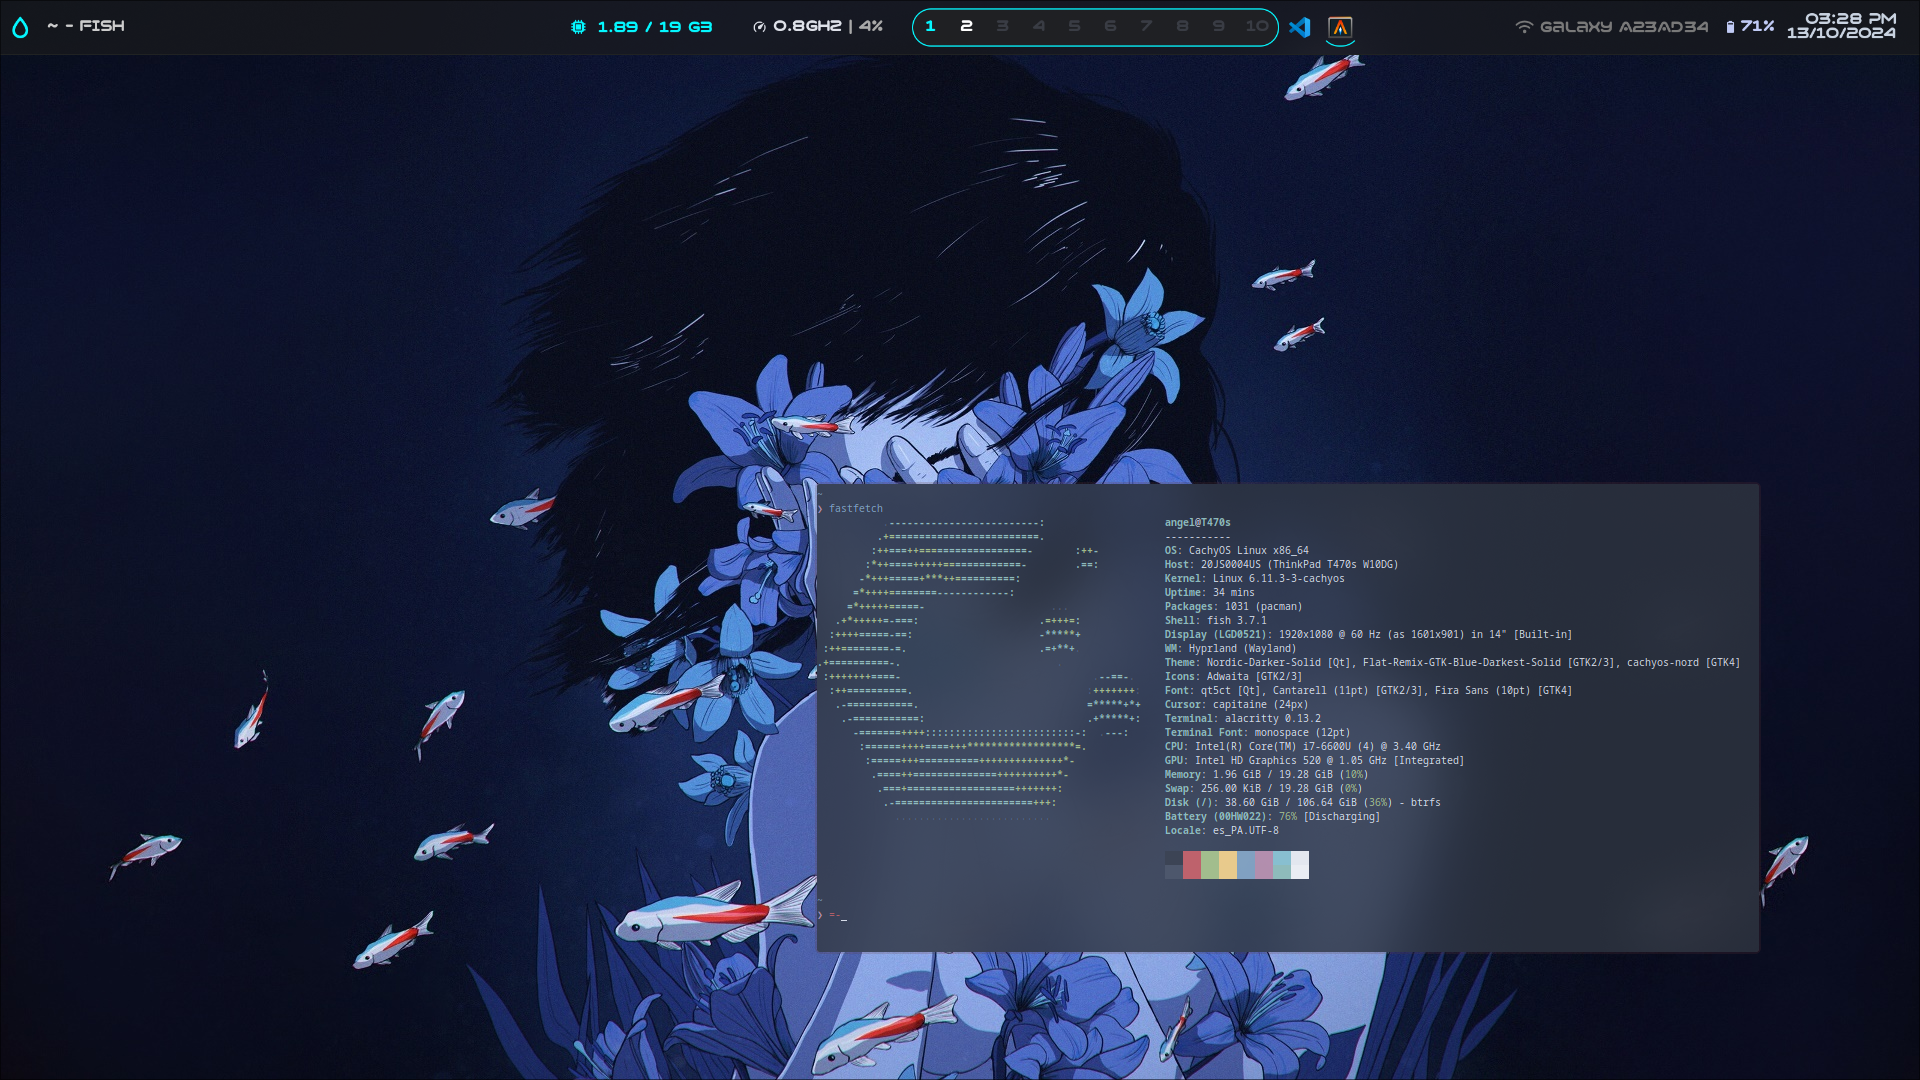 ~ - FISH
1.89 / 19 GB
0.8GHZ | 4%
1 2 3 4 5 6 7 8 9 10
GALAXY A23AD34
71%
03:28 PM
13/10/2024
~
❯ fastfetch
angel@T470s
-----------
OS: CachyOS Linux x86_64
Host: 20JS0004US (ThinkPad T470s W10DG)
Kernel: Linux 6.11.3-3-cachyos
Uptime: 34 mins
Packages: 1031 (pacman)
Shell: fish 3.7.1
Display (LGD0521): 1920x1080 @ 60 Hz (as 1601x901) in 14" [Built-in]
WM: Hyprland (Wayland)
Theme: Nordic-Darker-Solid [Qt], Flat-Remix-GTK-Blue-Darkest-Solid [GTK2/3], cachyos-nord [GTK4]
Icons: Adwaita [GTK2/3]
Font: qt5ct [Qt], Cantarell (11pt) [GTK2/3], Fira Sans (10pt) [GTK4]
Cursor: capitaine (24px)
Terminal: alacritty 0.13.2
Terminal Font: monospace (12pt)
CPU: Intel(R) Core(TM) i7-6600U (4) @ 3.40 GHz
GPU: Intel HD Graphics 520 @ 1.05 GHz [Integrated]
Memory: 1.96 GiB / 19.28 GiB (10%)
Swap: 256.00 KiB / 19.28 GiB (0%)
Disk (/): 38.60 GiB / 106.64 GiB (36%) - btrfs
Battery (00HW022): 76% [Discharging]
Locale: es_PA.UTF-8
~
❯ =-_